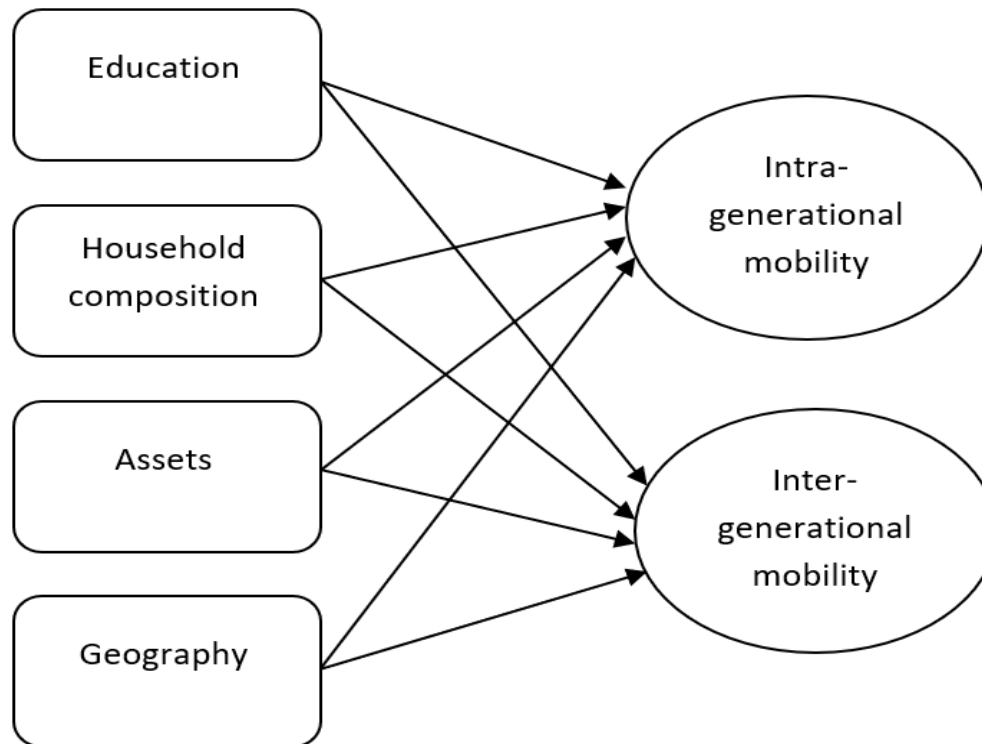 Education
Household
composition
Assets
Geography
Intra-
generational
mobility
Inter-
generational
mobility